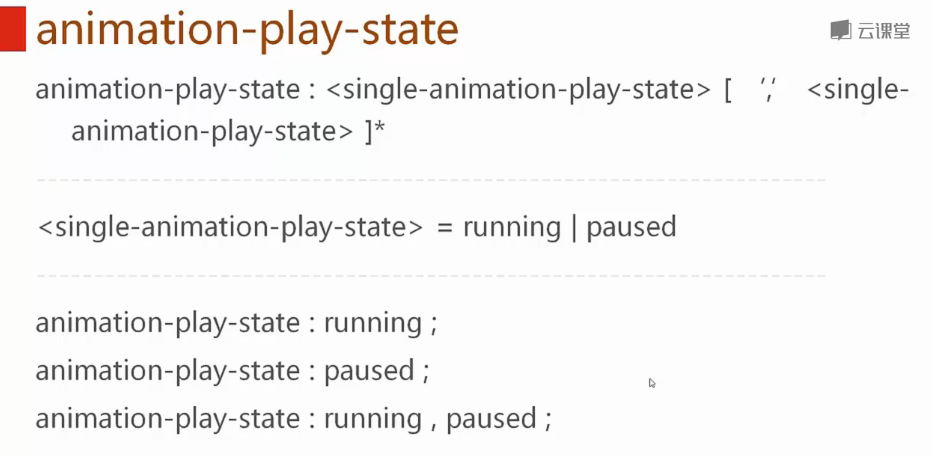 animation-play-state
云课堂
animation-play-state : <single-animation-play-state> [ ‘,’ <single-
animation-play-state> ]*
<single-animation-play-state> = running | paused
animation-play-state : running ;
animation-play-state : paused ;
animation-play-state : running , paused ;